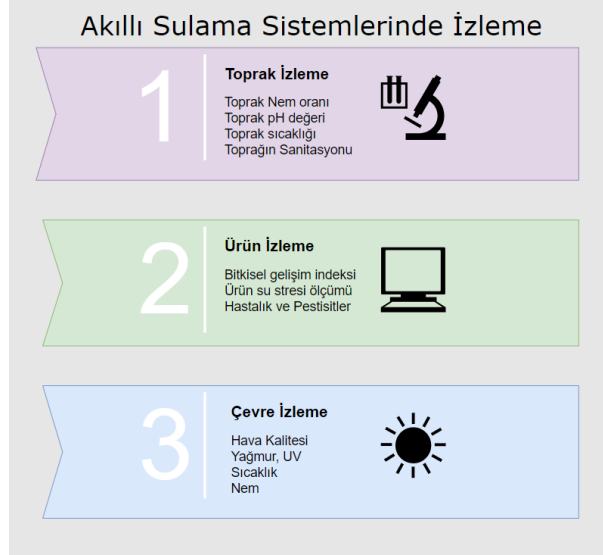 Akıllı Sulama Sistemlerinde İzleme
1
Toprak İzleme
Toprak Nem oranı
Toprak pH değeri
Toprak sıcaklığı
Toprağın Sanitasyonu
2
Ürün İzleme
Bitkisel gelişim indeksi
Ürün su stresi ölçümü
Hastalık ve Pestisitler
3
Çevre İzleme
Hava Kalitesi
Yağmur, UV
Sıcaklık
Nem